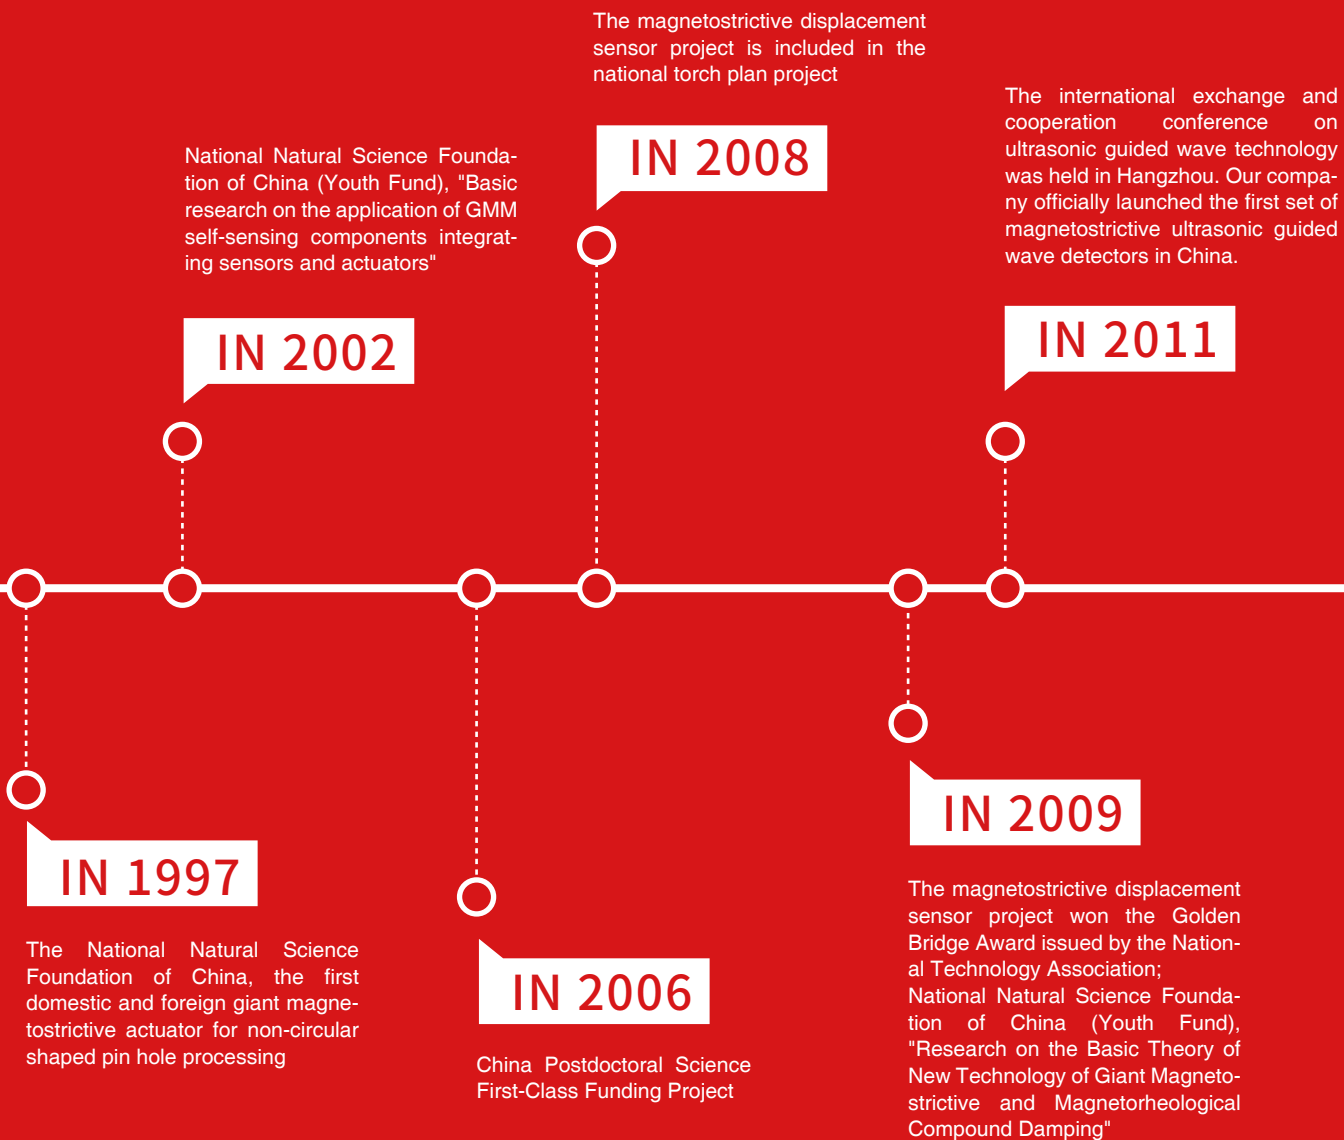 The magnetostrictive displacement
sensor project is included in the
national torch plan project
IN 2008
The international exchange and
cooperation conference on
ultrasonic guided wave technology
was held in Hangzhou. Our compa-
ny officially launched the first set of
magnetostrictive ultrasonic guided
wave detectors in China.
IN 2011
National Natural Science Founda-
tion of China (Youth Fund), "Basic
research on the application of GMM
self-sensing components integrat-
ing sensors and actuators"
IN 2002
IN 1997
The National Natural Science
Foundation of China, the first
domestic and foreign giant magne-
tostrictive actuator for non-circular
shaped pin hole processing
IN 2006
China Postdoctoral Science
First-Class Funding Project
IN 2009
The magnetostrictive displacement
sensor project won the Golden
Bridge Award issued by the Nation-
al Technology Association;
National Natural Science Founda-
tion of China (Youth Fund),
"Research on the Basic Theory of
New Technology of Giant Magneto-
strictive and Magnetorheological
Compound Damping"